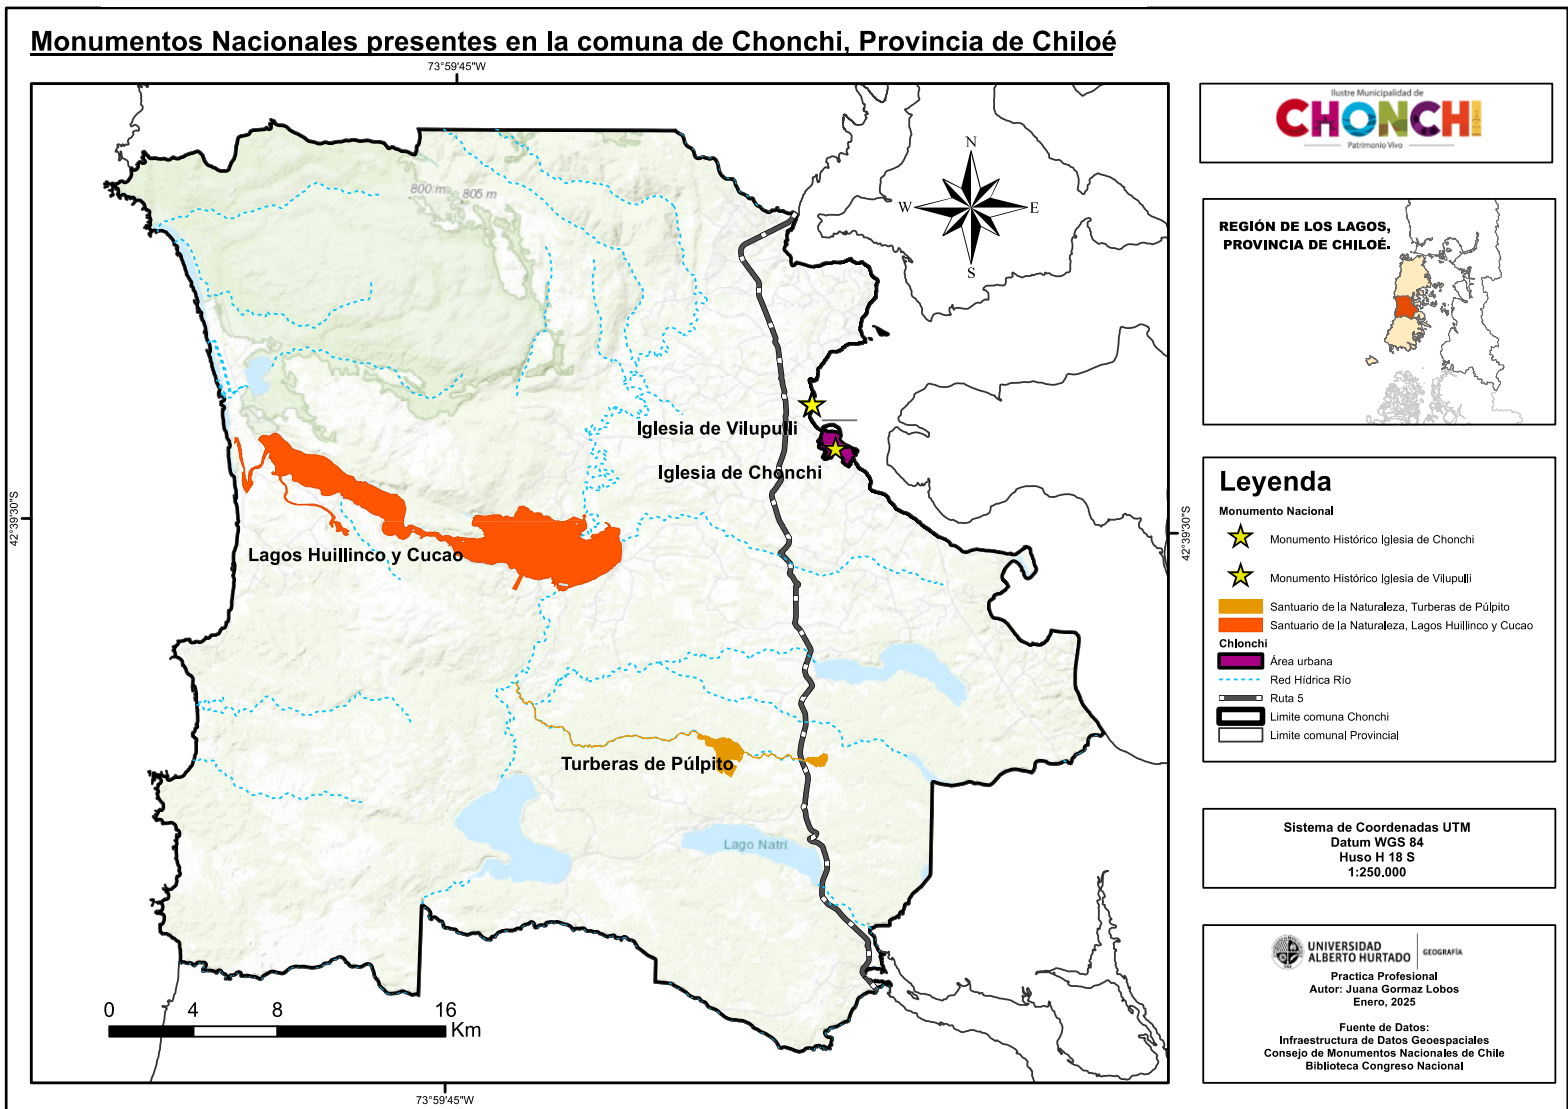 Monumentos Nacionales presentes en la comuna de Chonchi, Provincia de Chiloé
73°59'45"W
800 m
805 m
N
W
E
S
Iglesia de Vilupulli
Iglesia de Chonchi
42°39'30"S
42°39'30"S
Lagos Huillinco y Cucao
Turberas de Púlpito
Lago Natri
0 4 8 16
Km
73°59'45"W
Ilustre Municipalidad de
CHONCHI
Patrimonio Vivo
REGIÓN DE LOS LAGOS,
PROVINCIA DE CHILOÉ.
Leyenda
Monumento Nacional
Monumento Histórico Iglesia de Chonchi
Monumento Histórico Iglesia de Vilupulli
Santuario de la Naturaleza, Turberas de Púlpito
Santuario de la Naturaleza, Lagos Huillinco y Cucao
Chlonchi
Área urbana
Red Hídrica Río
Ruta 5
Limite comuna Chonchi
Limite comunal Provincial
Sistema de Coordenadas UTM
Datum WGS 84
Huso H 18 S
1:250.000
UNIVERSIDAD
ALBERTO HURTADO
GEOGRAFÍA
Practica Profesional
Autor: Juana Gormaz Lobos
Enero, 2025
Fuente de Datos:
Infraestructura de Datos Geoespaciales
Consejo de Monumentos Nacionales de Chile
Biblioteca Congreso Nacional